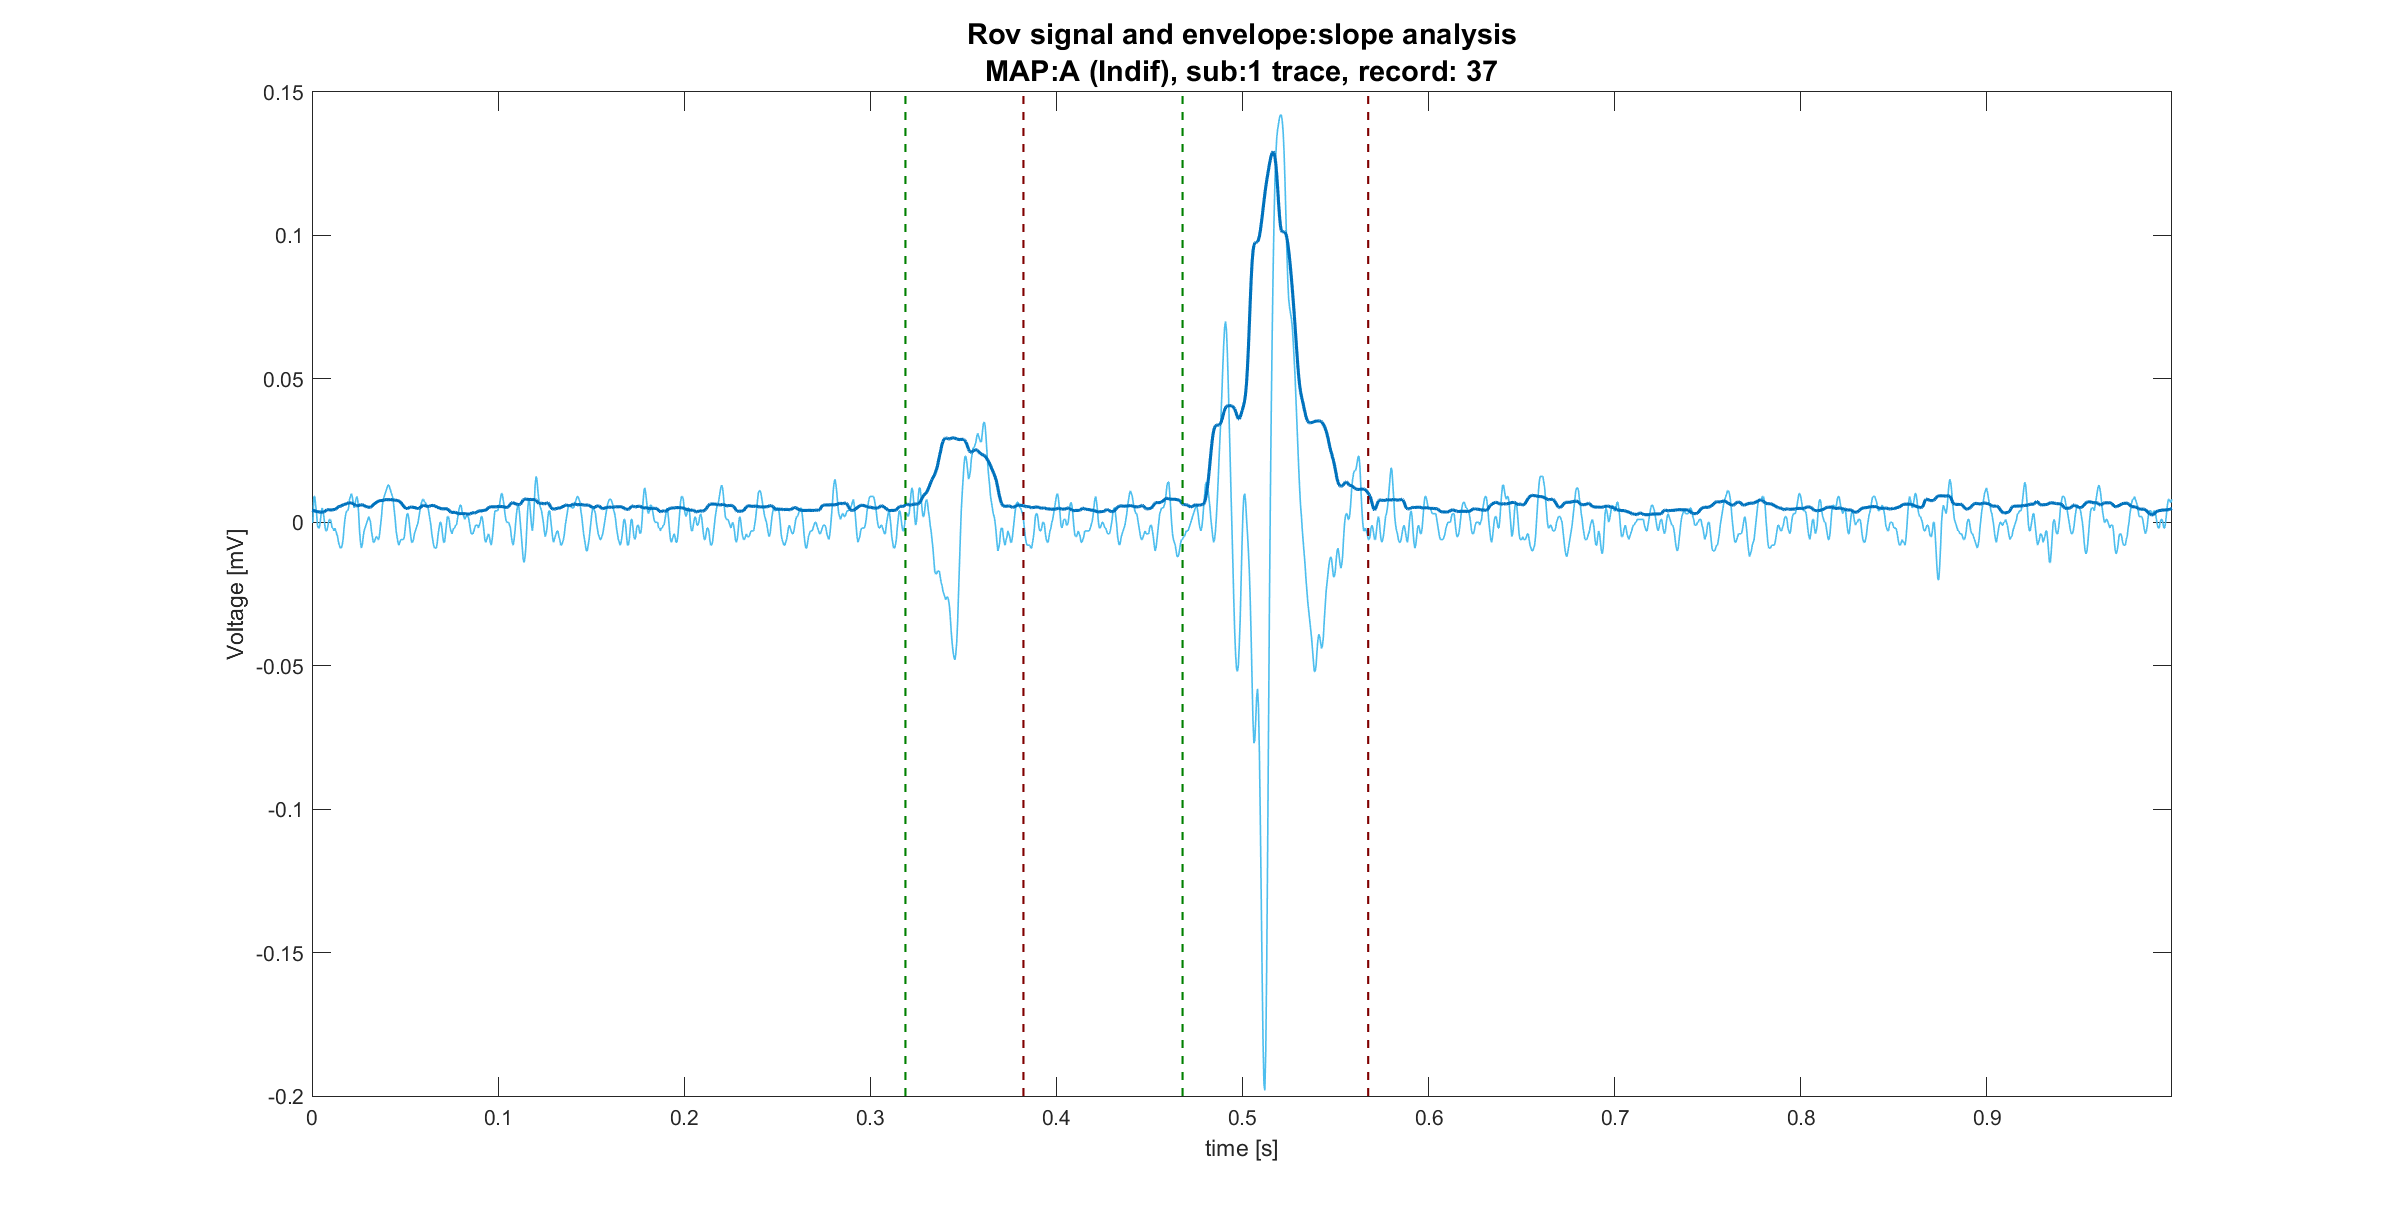 Rov signal and envelope:slope analysis
MAP:A (Indif), sub:1 trace, record: 37
0.15
0.1
0.05
0
-0.05
-0.1
-0.15
-0.2
Voltage [mV]
0 0.1 0.2 0.3 0.4 0.5 0.6 0.7 0.8 0.9
time [s]